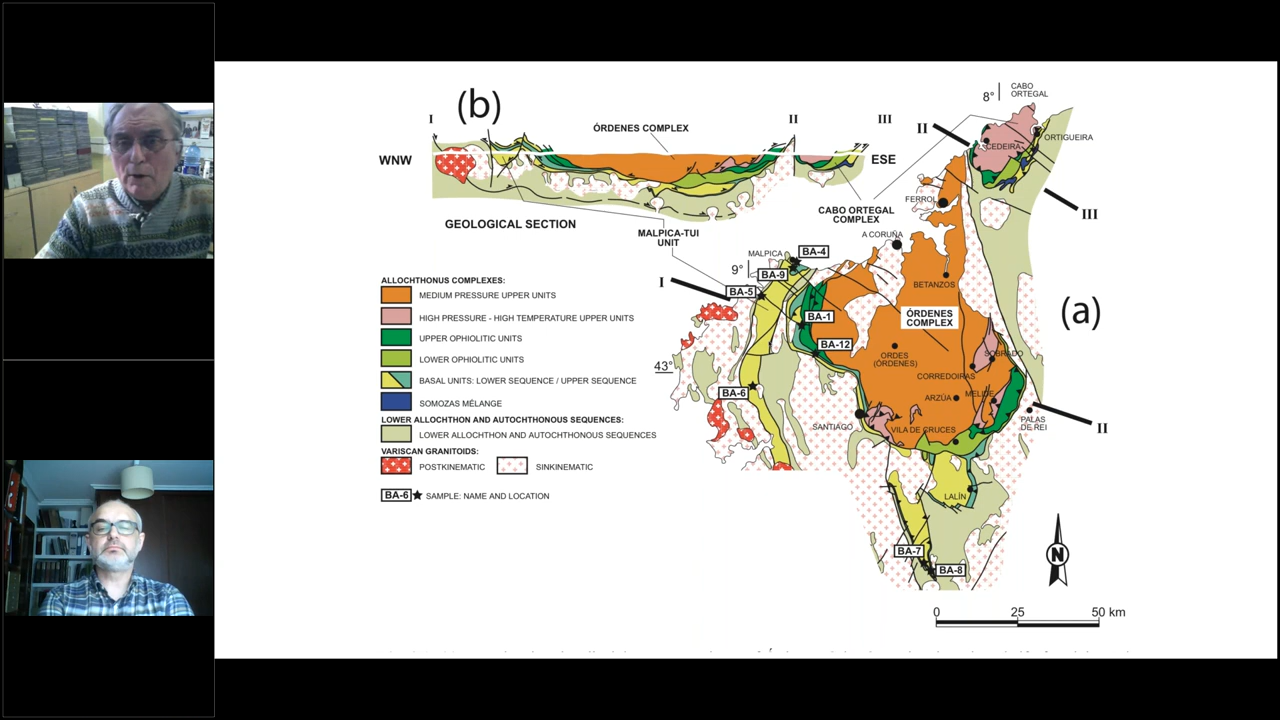 (b)
I
II
III
ÓRDENES COMPLEX
WNW
ESE
GEOLOGICAL SECTION
MALPICA-TUI
UNIT
CABO ORTEGAL
COMPLEX
8°
CABO
ORTEGAL
II
CEDEIRA
ORTIGUEIRA
III
FERROL
A CORUÑA
MALPICA
BA-4
9°
BA-9
I
BA-5
BETANZOS
BA-1
ÓRDENES
COMPLEX
(a)
BA-12
ORDES
(ÓRDENES)
SOBRADO
43°
CORREDOIRAS
BA-6
ARZÚA
MELIDE
SANTIAGO
VILA DE CRUCES
PALAS
DE REI
II
LALÍN
BA-7
BA-8
N
0 25 50 km
ALLOCHTHONUS COMPLEXES:
MEDIUM PRESSURE UPPER UNITS
HIGH PRESSURE - HIGH TEMPERATURE UPPER UNITS
UPPER OPHIOLITIC UNITS
LOWER OPHIOLITIC UNITS
BASAL UNITS: LOWER SEQUENCE / UPPER SEQUENCE
SOMOZAS MÉLANGE
LOWER ALLOCHTHON AND AUTOCHTHONOUS SEQUENCES:
LOWER ALLOCHTHON AND AUTOCHTHONOUS SEQUENCES
VARISCAN GRANITOIDS:
POSTKINEMATIC
SINKINEMATIC
BA-6 SAMPLE: NAME AND LOCATION